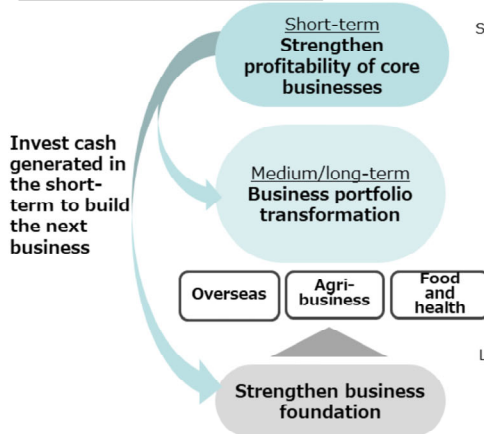 Short-term
Strengthen
profitability of core
businesses
S
Invest cash
generated in
the short-
term to build
the next
business
Medium/long-term
Business portfolio
transformation
Overseas
Agri-
business
Food
and
health
L
Strengthen business
foundation